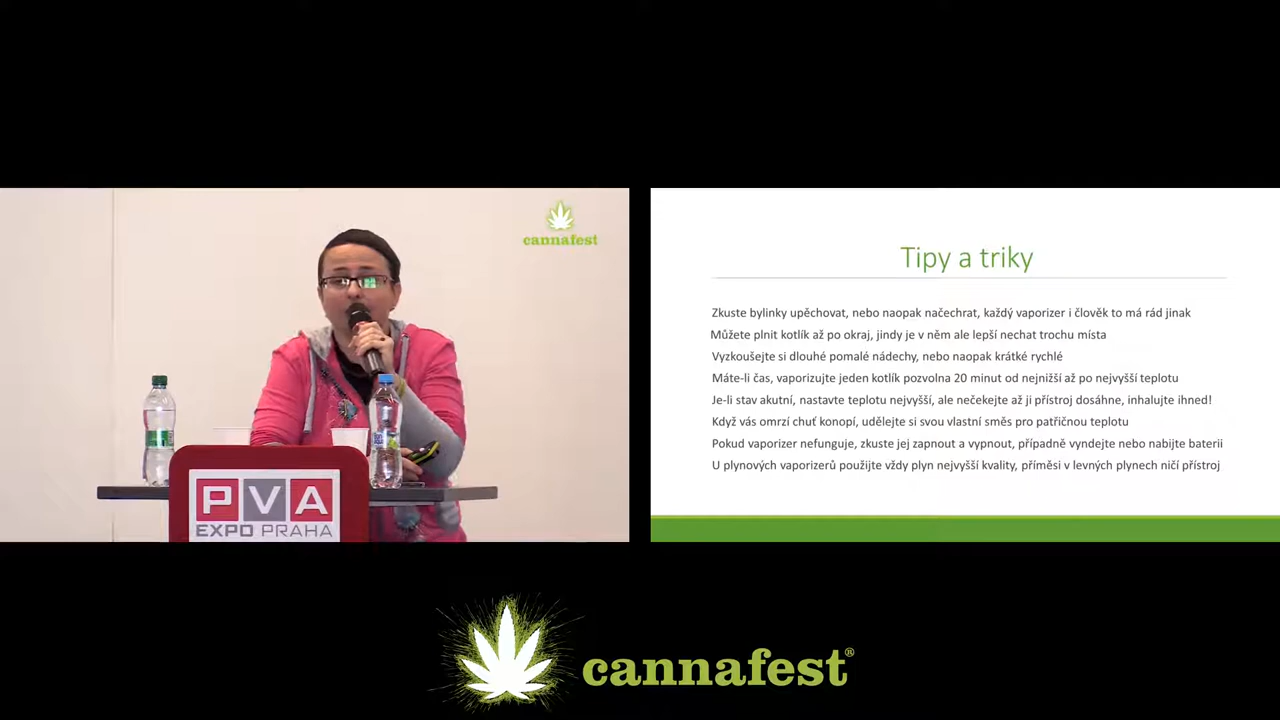 cannafest
PVA
EXPO PRAHA
Tipy a triky
Zkuste bylinky upěchovat, nebo naopak načechrat, každý vaporizer i člověk to má rád jinak
Můžete plnit kotlík až po okraj, jindy je v něm ale lepší nechat trochu místa
Vyzkoušejte si dlouhé pomalé nádechy, nebo naopak krátké rychlé
Máte-li čas, vaporizujte jeden kotlík pozvolna 20 minut od nejnižší až po nejvyšší teplotu
Je-li stav akutní, nastavte teplotu nejvyšší, ale nečekejte až ji přístroj dosáhne, inhalujte ihned!
Když vás omrzí chuť konopí, udělejte si svou vlastní směs pro patřičnou teplotu
Pokud vaporizer nefunguje, zkuste jej zapnout a vypnout, případně vyndejte nebo nabijte baterii
U plynových vaporizerů použijte vždy plyn nejvyšší kvality, příměsi v levných plynech ničí přístroj
cannafest®